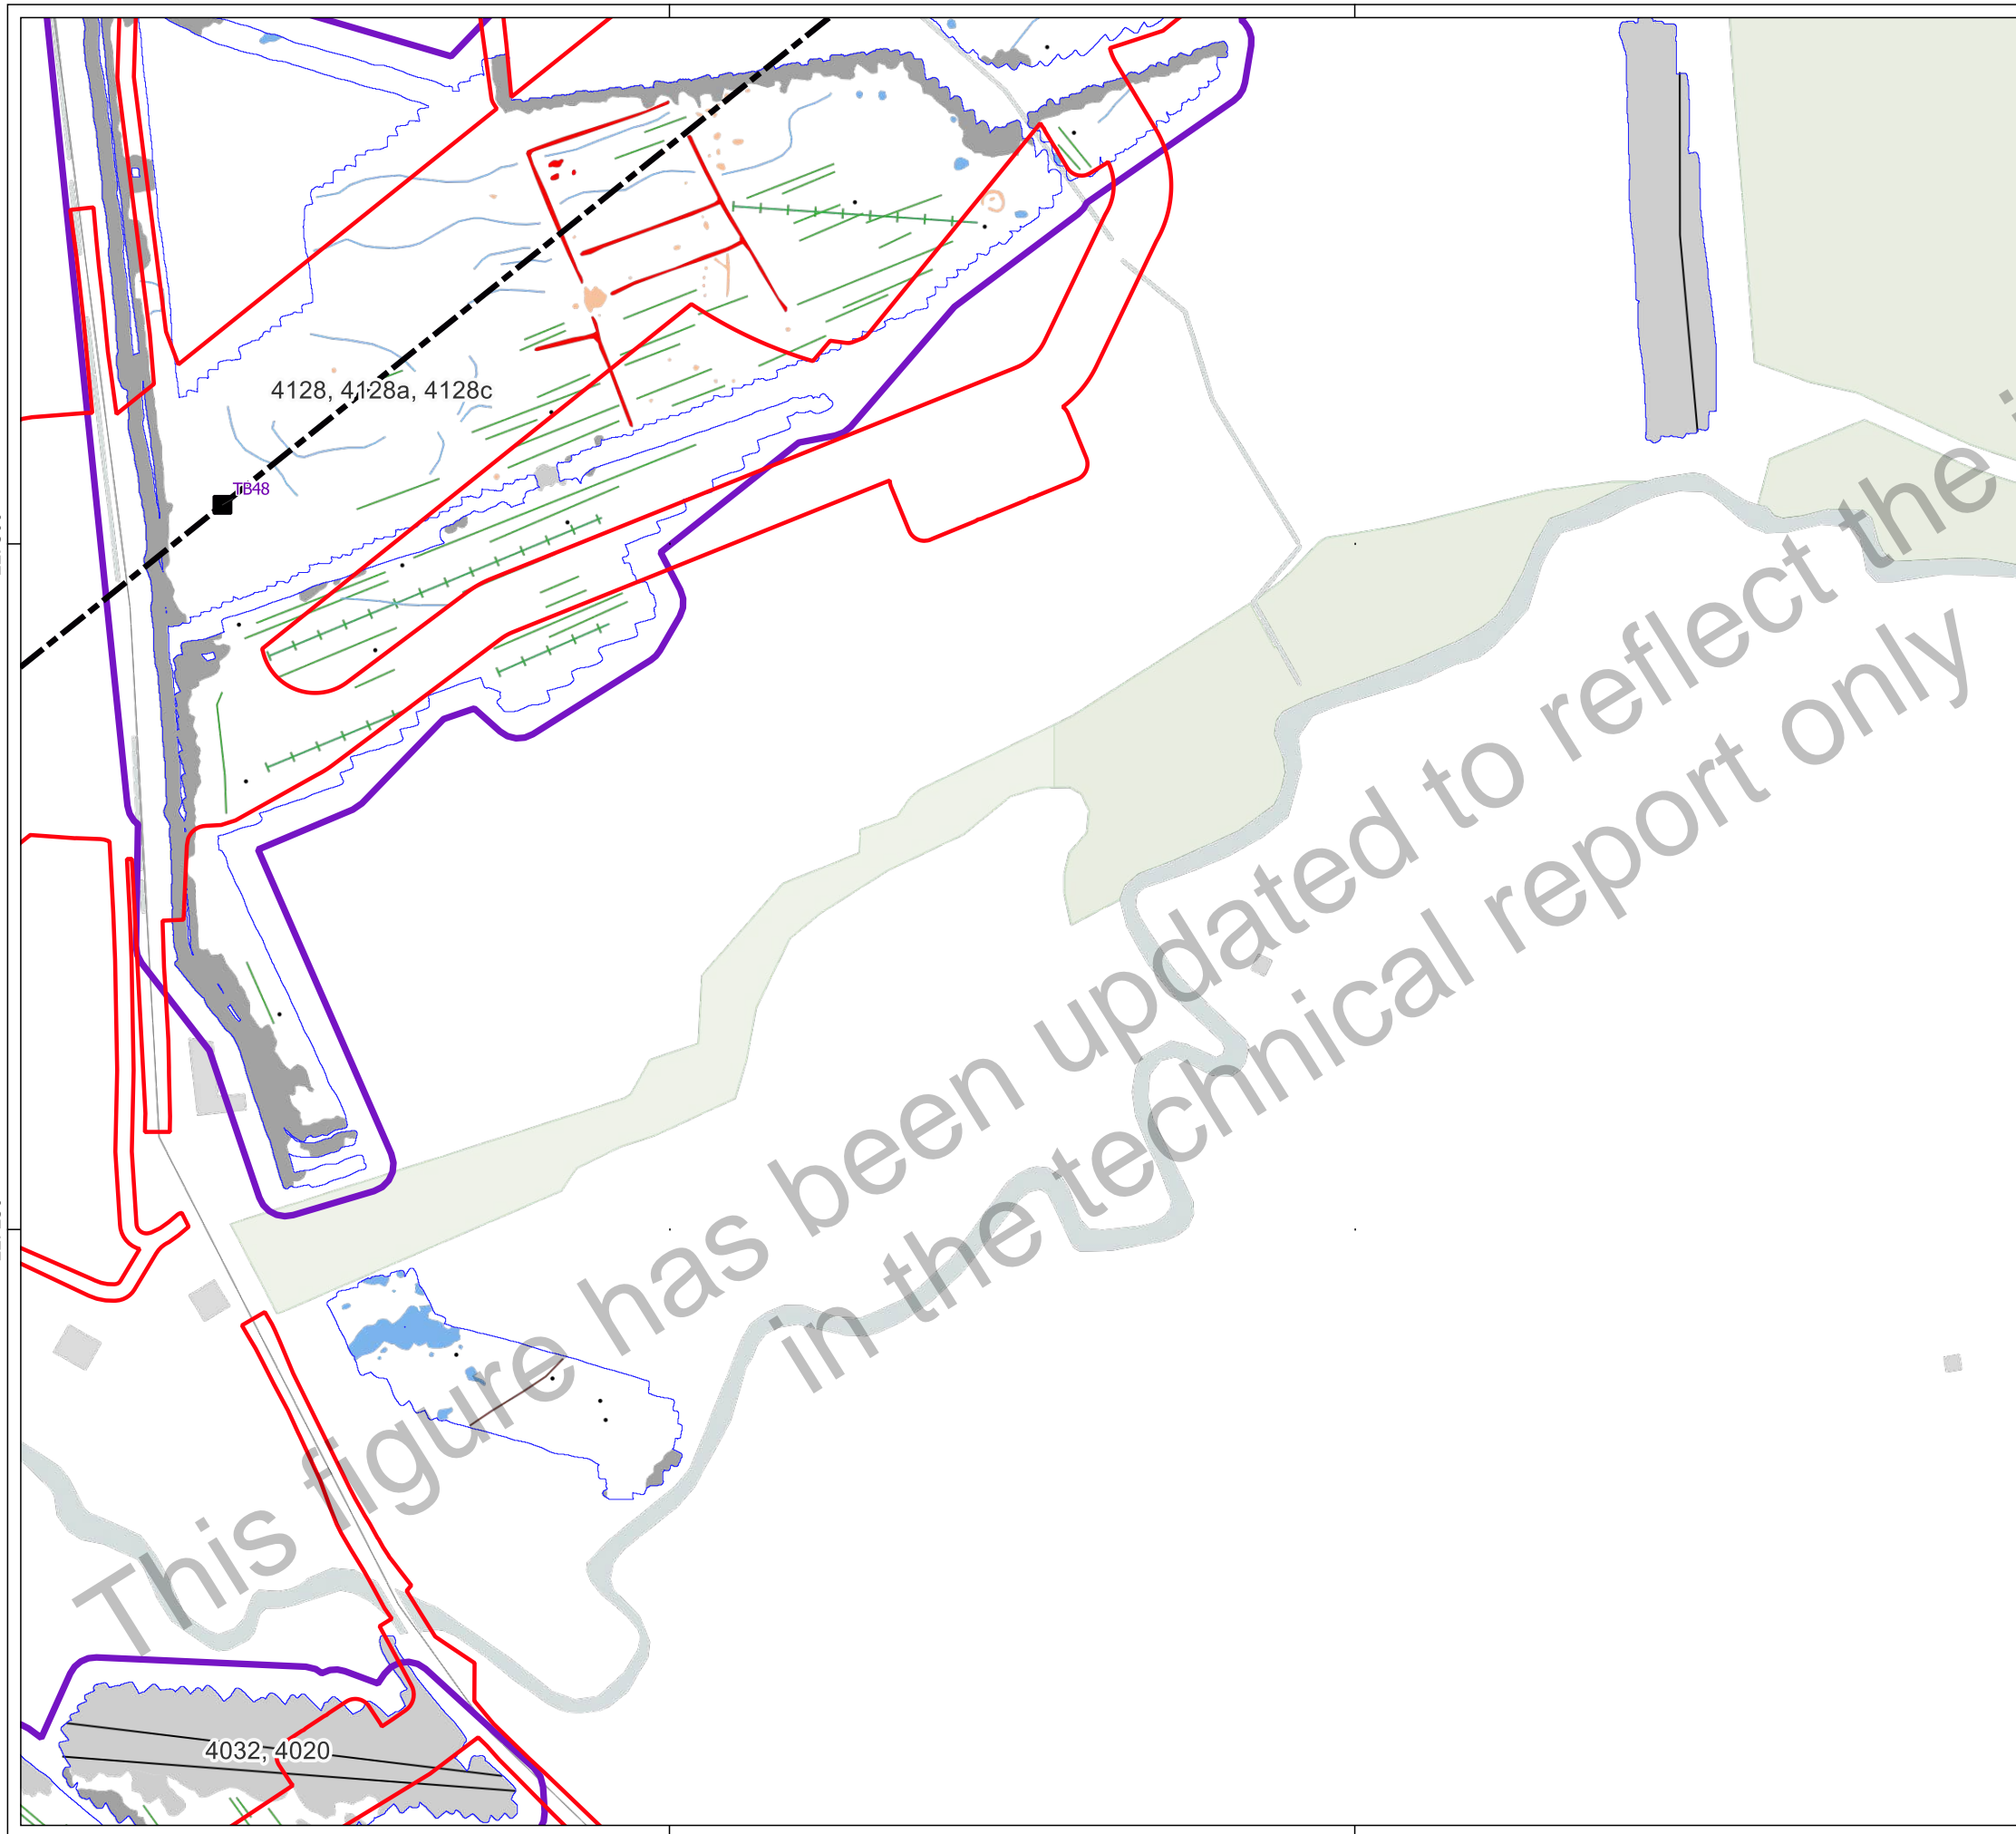 4128, 4128a, 4128c
TB48
This figure has been updated to reflect the
in the technical report only
4032, 4020